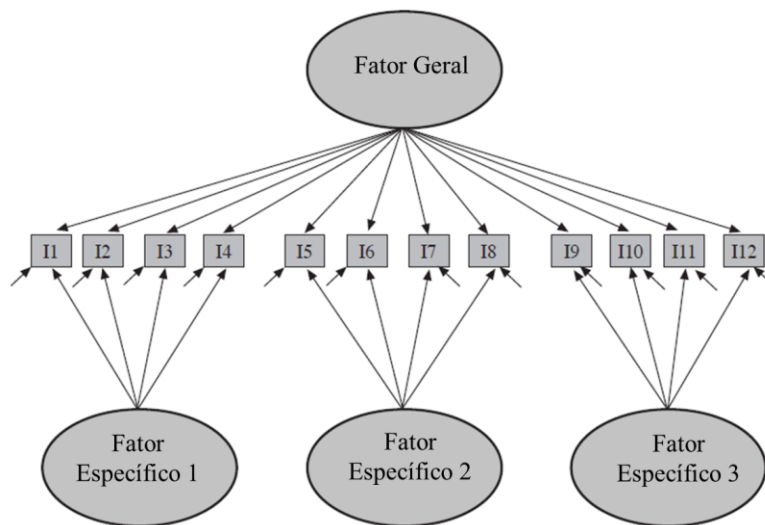 Fator Geral
I1 I2 I3 I4 I5 I6 I7 I8 I9 I10 I11 I12
Fator
Específico 1
Fator
Específico 2
Fator
Específico 3